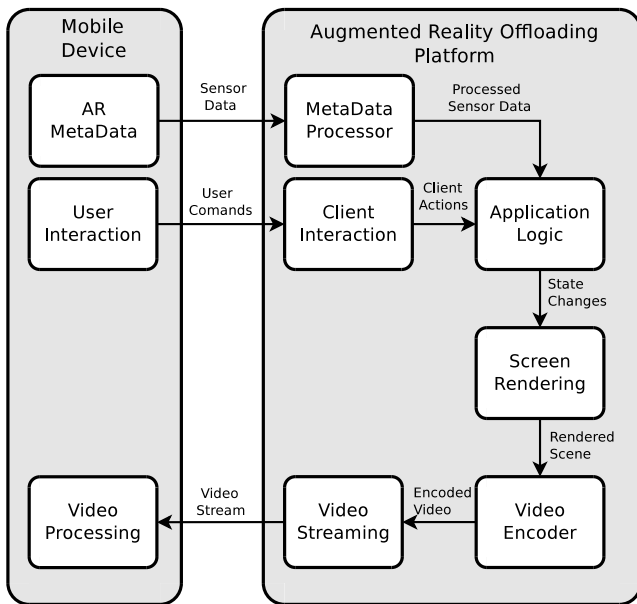 Mobile
Device
Augmented Reality Offloading
Platform
AR
MetaData
Sensor
Data
MetaData
Processor
Processed
Sensor Data
User
Interaction
User
Comands
Client
Interaction
Client
Actions
Application
Logic
State
Changes
Screen
Rendering
Rendered
Scene
Video
Processing
Video
Stream
Video
Streaming
Encoded
Video
Video
Encoder